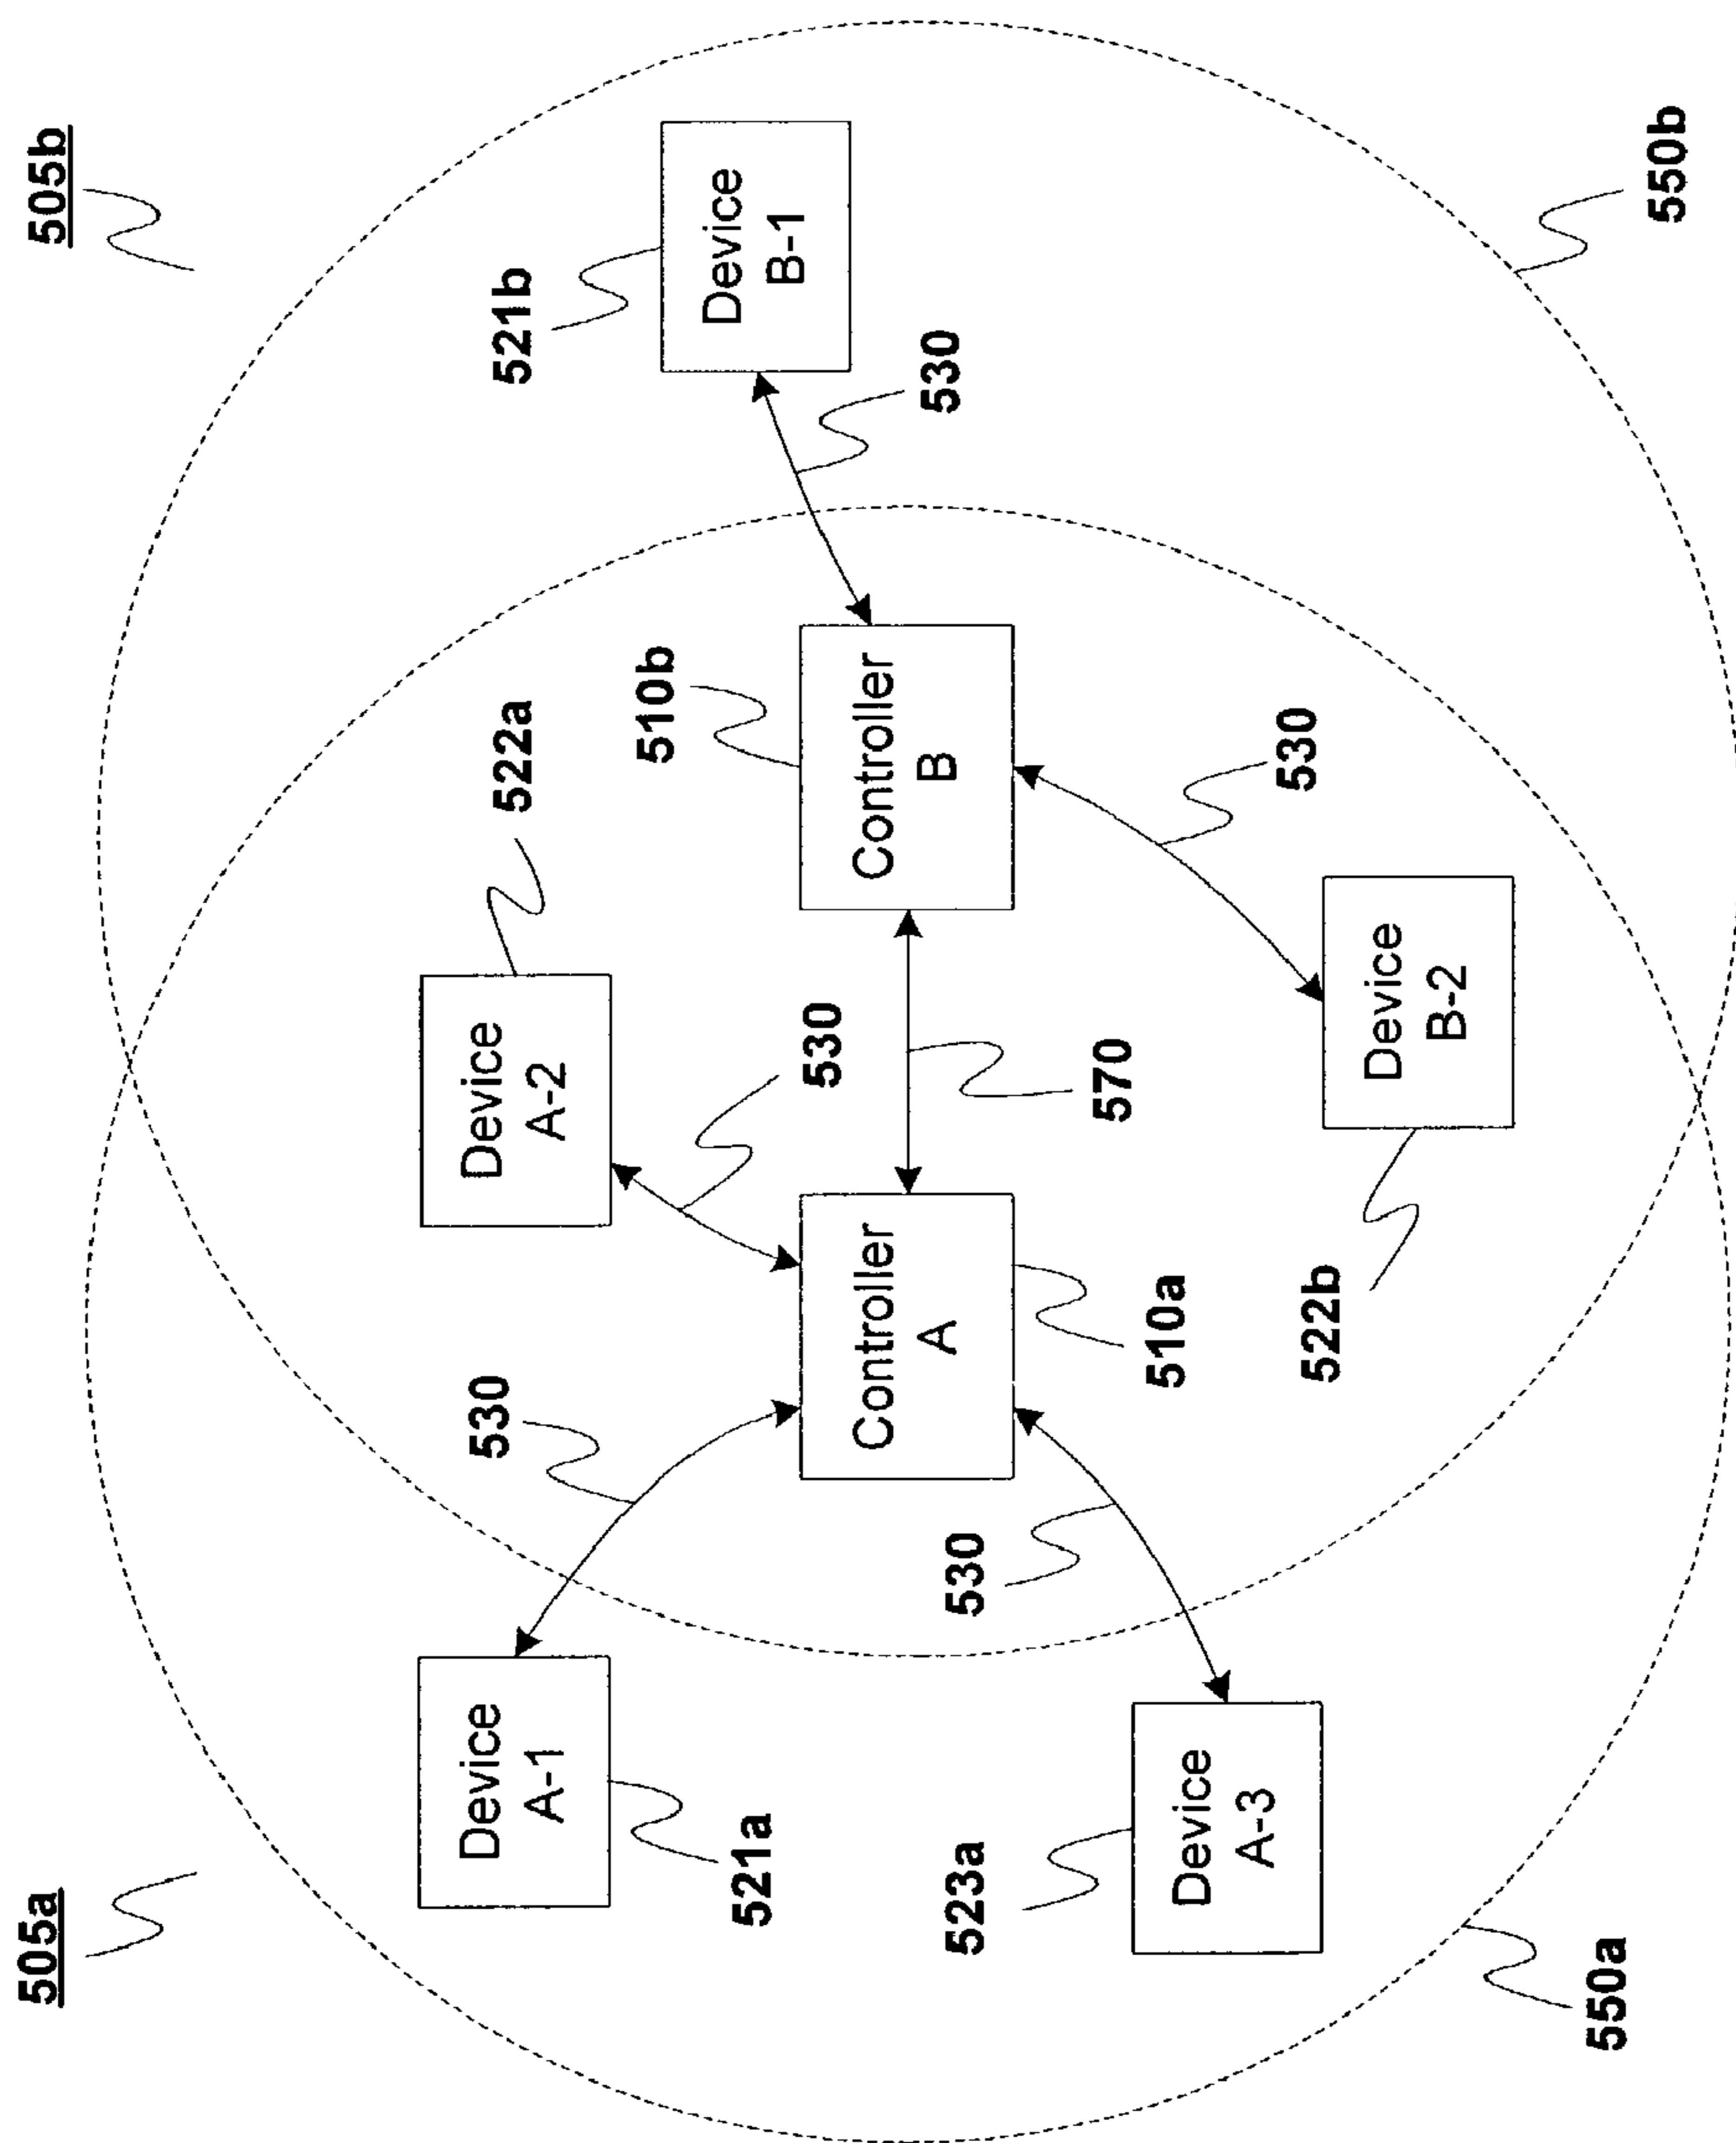 505a
505b
Device
A-1
521a
530
Device
A-2
522a
530
Controller
A
510a
570
Controller
B
510b
Device
B-1
521b
530
530
Device
A-3
523a
530
Device
B-2
522b
550a
550b